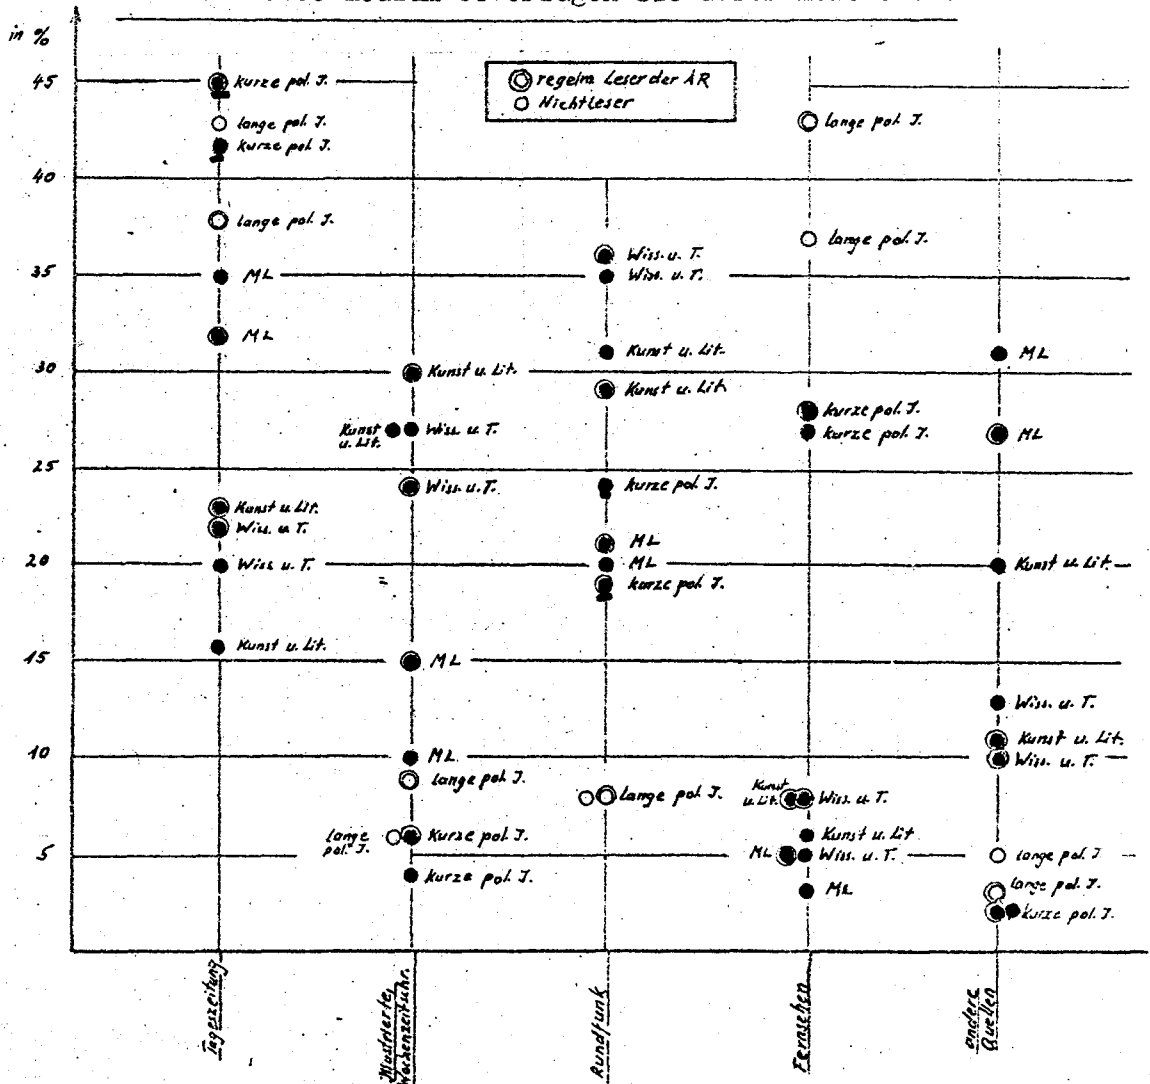 in %
45
40
35
30
25
20
15
10
5
regelm. Leser der AR
Nichtleser
kurze pol. I.
lange pol. I.
kurze pol. I.
lange pol. I.
ML
ML
Kunst u. Lit.
Wiss. u. T.
Wiss u. T.
Kunst u. Lit.
Kunst u. Lit.
Kunst
u. Lit.
Wiss. u. T.
Wiss. u. T.
ML
ML
lange pol. I.
lange
pol. I.
Kurze pol. I.
kurze pol. I.
Wiss. u. T.
Wiss. u. T.
Kunst u. Lit.
Kunst u. Lit.
kurze pol. I.
ML
ML
kurze pol. I.
lange pol. I.
lange pol. I.
lange pol. I.
kurze pol. I.
kurze pol. I.
Kunst
u. Lit.
Wiss. u. T.
Kunst u. Lit
ML
Wiss. u. T.
ML
ML
ML
Kunst u. Lit.
Wiss. u. T.
Kunst u. Lit.
Wiss. u. T.
lange pol. I
lange pol. I.
kurze pol. I.
Tageszeitung
Illustrierte,
Wochenzeitschr.
Rundfunk
Fernsehen
andere
Quellen